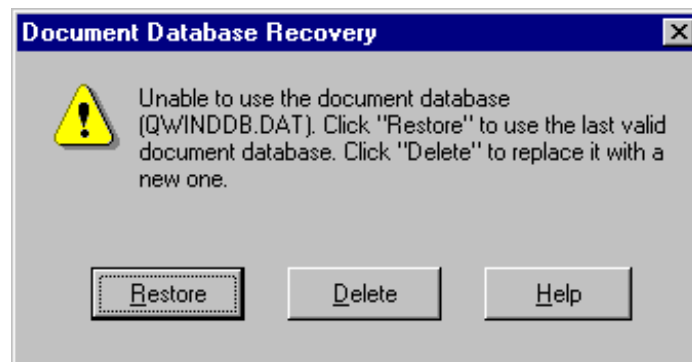 Document Database Recovery
Unable to use the document database
(QWINDDB.DAT). Click "Restore" to use the last valid
document database. Click "Delete" to replace it with a
new one.
Restore Delete Help